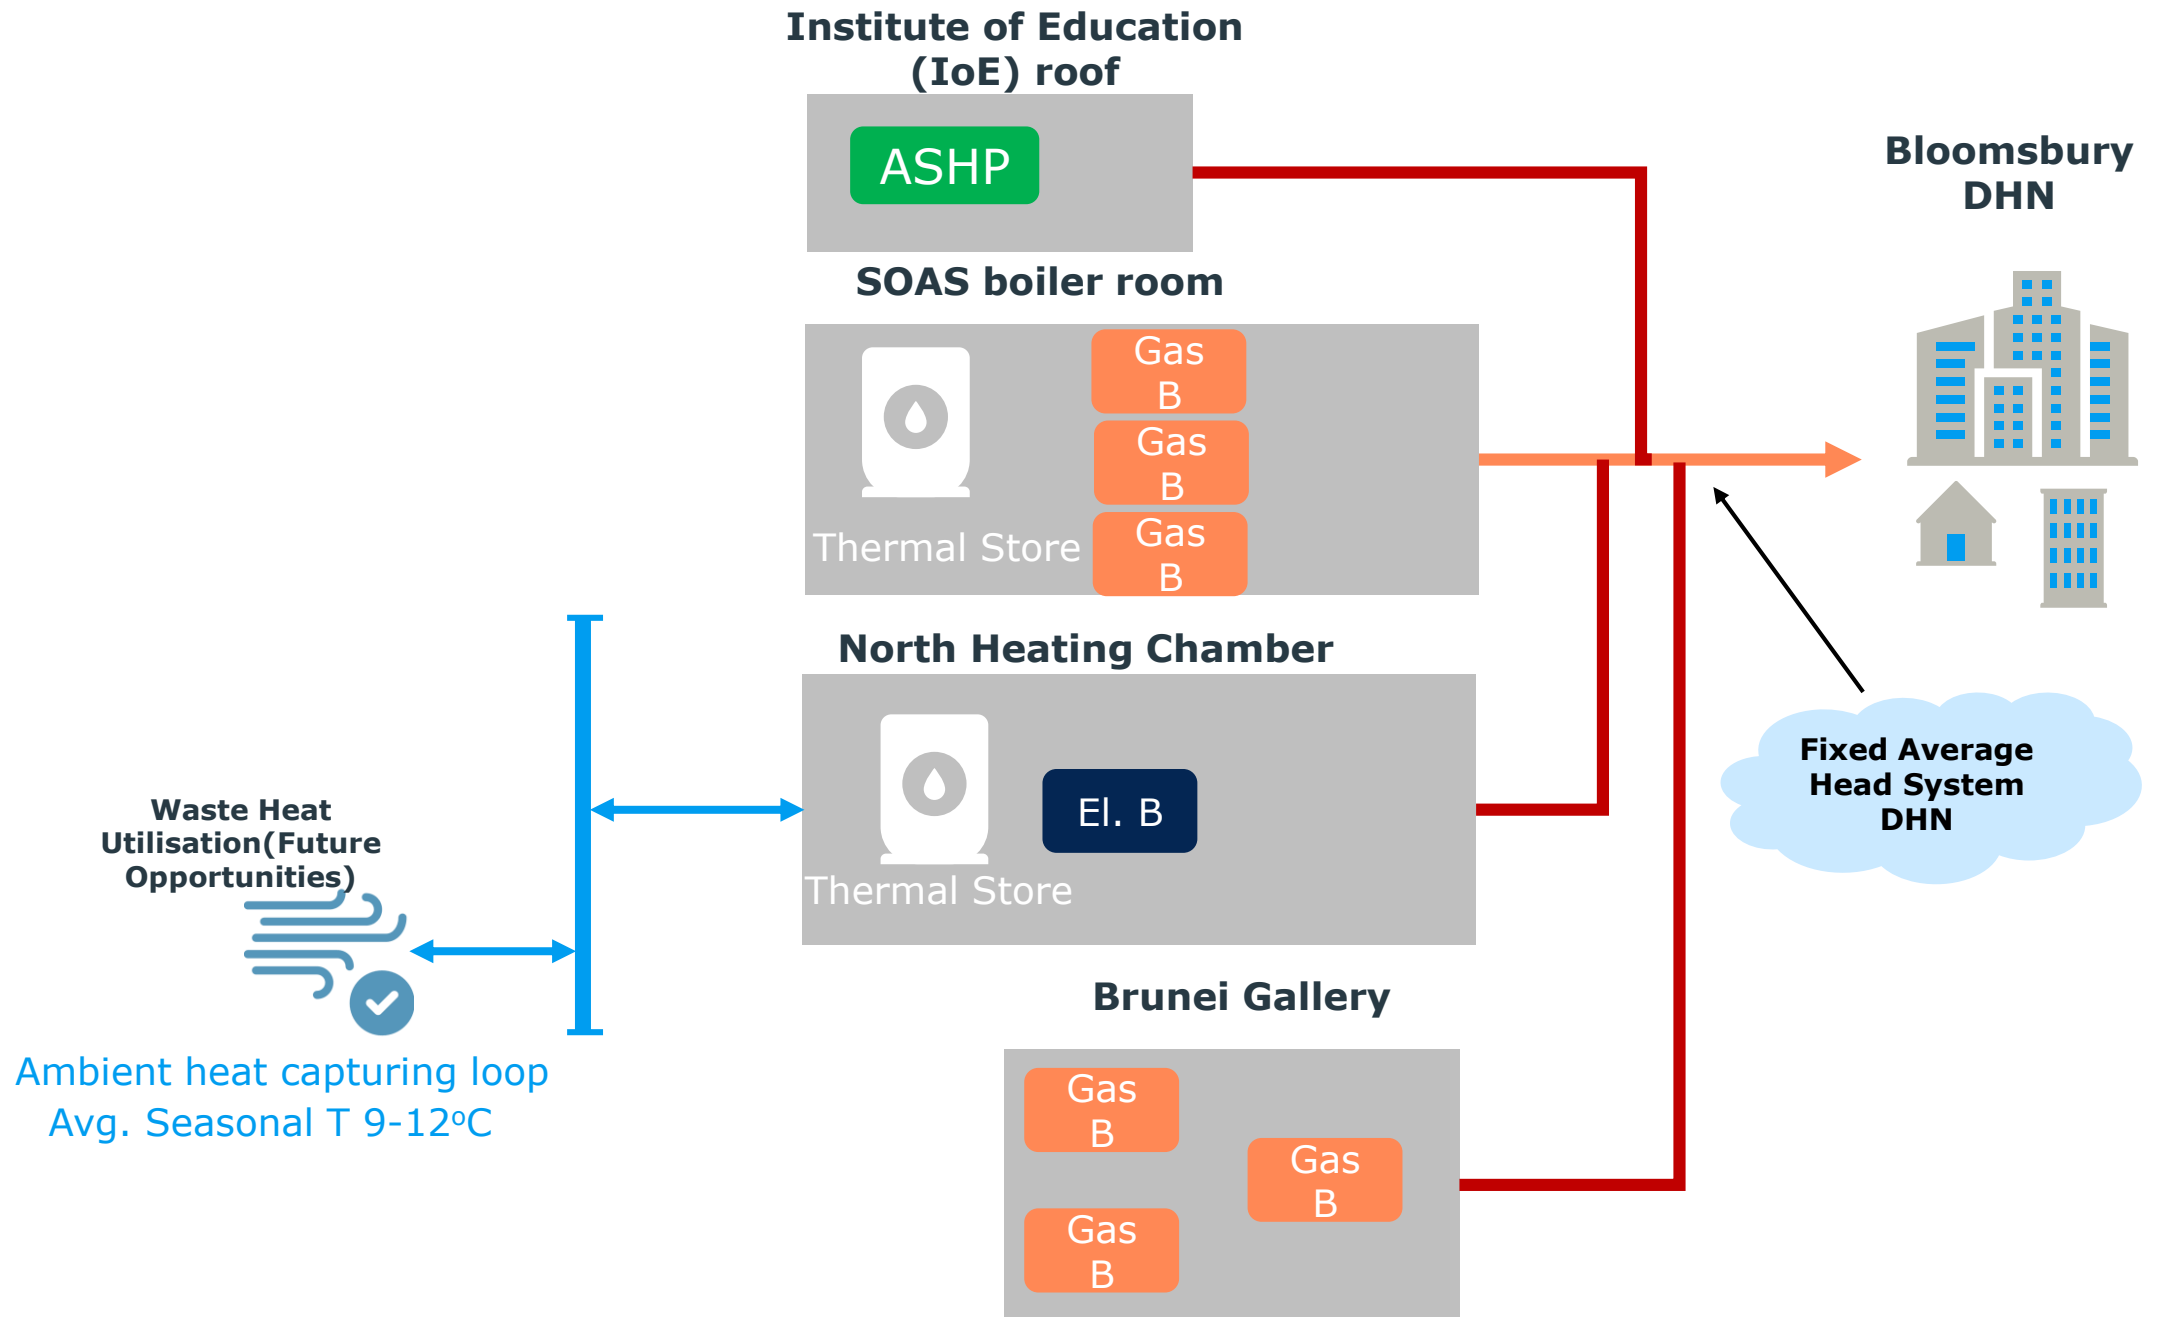 Institute of Education
(IoE) roof
ASHP
Bloomsbury
DHN
SOAS boiler room
Gas
B
Gas
B
Gas
B
Thermal Store
North Heating Chamber
El. B
Thermal Store
Fixed Average
Head System
DHN
Waste Heat
Utilisation(Future
Opportunities)
Ambient heat capturing loop
Avg. Seasonal T 9-12ºC
Brunei Gallery
Gas
B
Gas
B
Gas
B